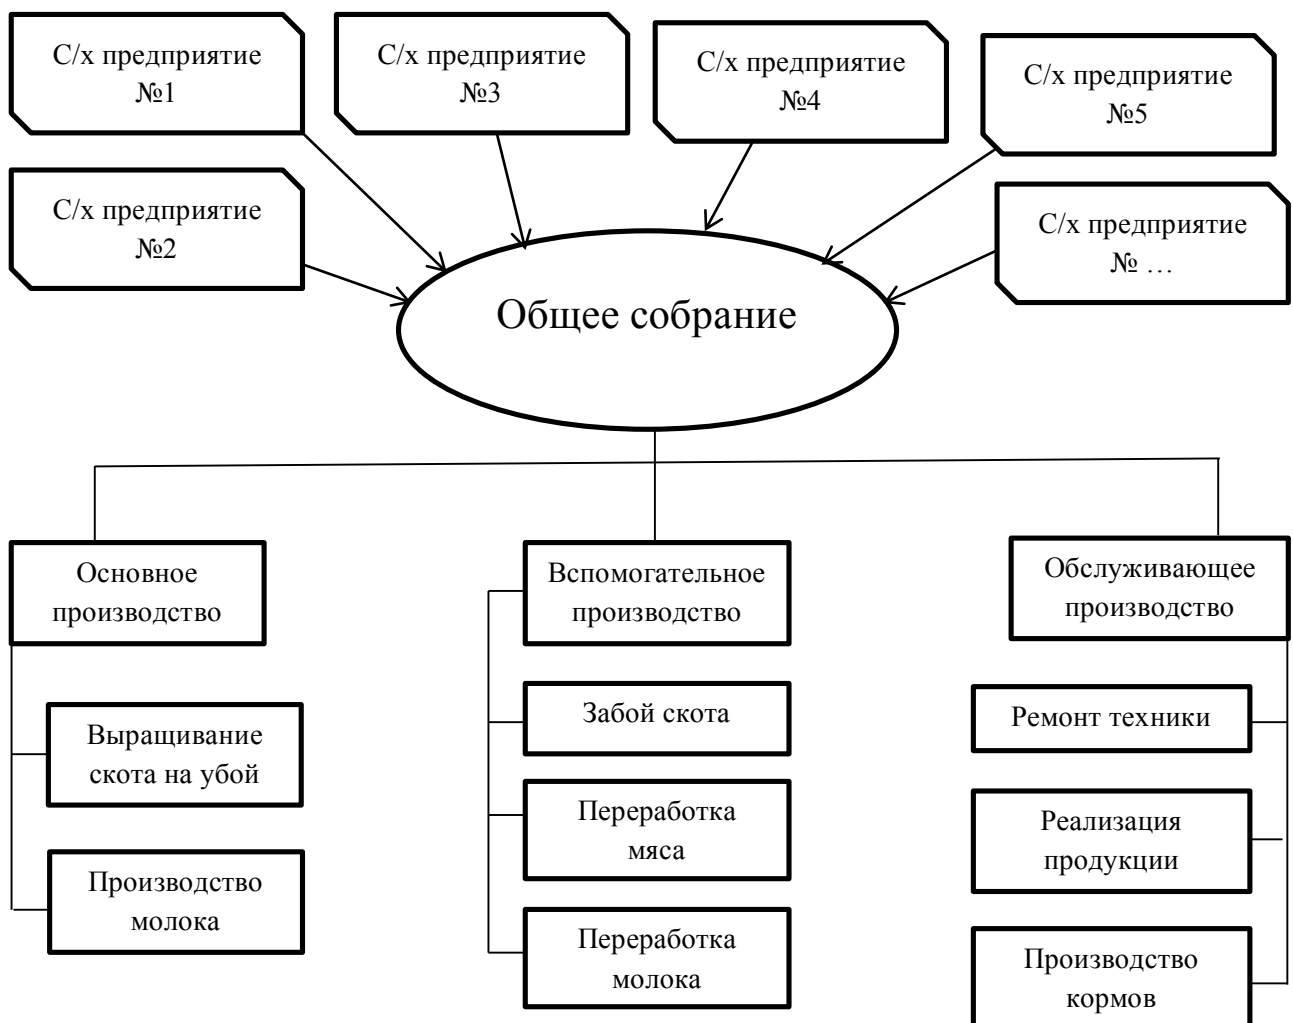 С/х предприятие
№1
С/х предприятие
№3
С/х предприятие
№4
С/х предприятие
№5
С/х предприятие
№2
С/х предприятие
№ ...
Общее собрание
Основное
производство
Вспомогательное
производство
Обслуживающее
производство
Выращивание
скота на убой
Производство
молока
Забой скота
Переработка
мяса
Переработка
молока
Ремонт техники
Реализация
продукции
Производство
кормов